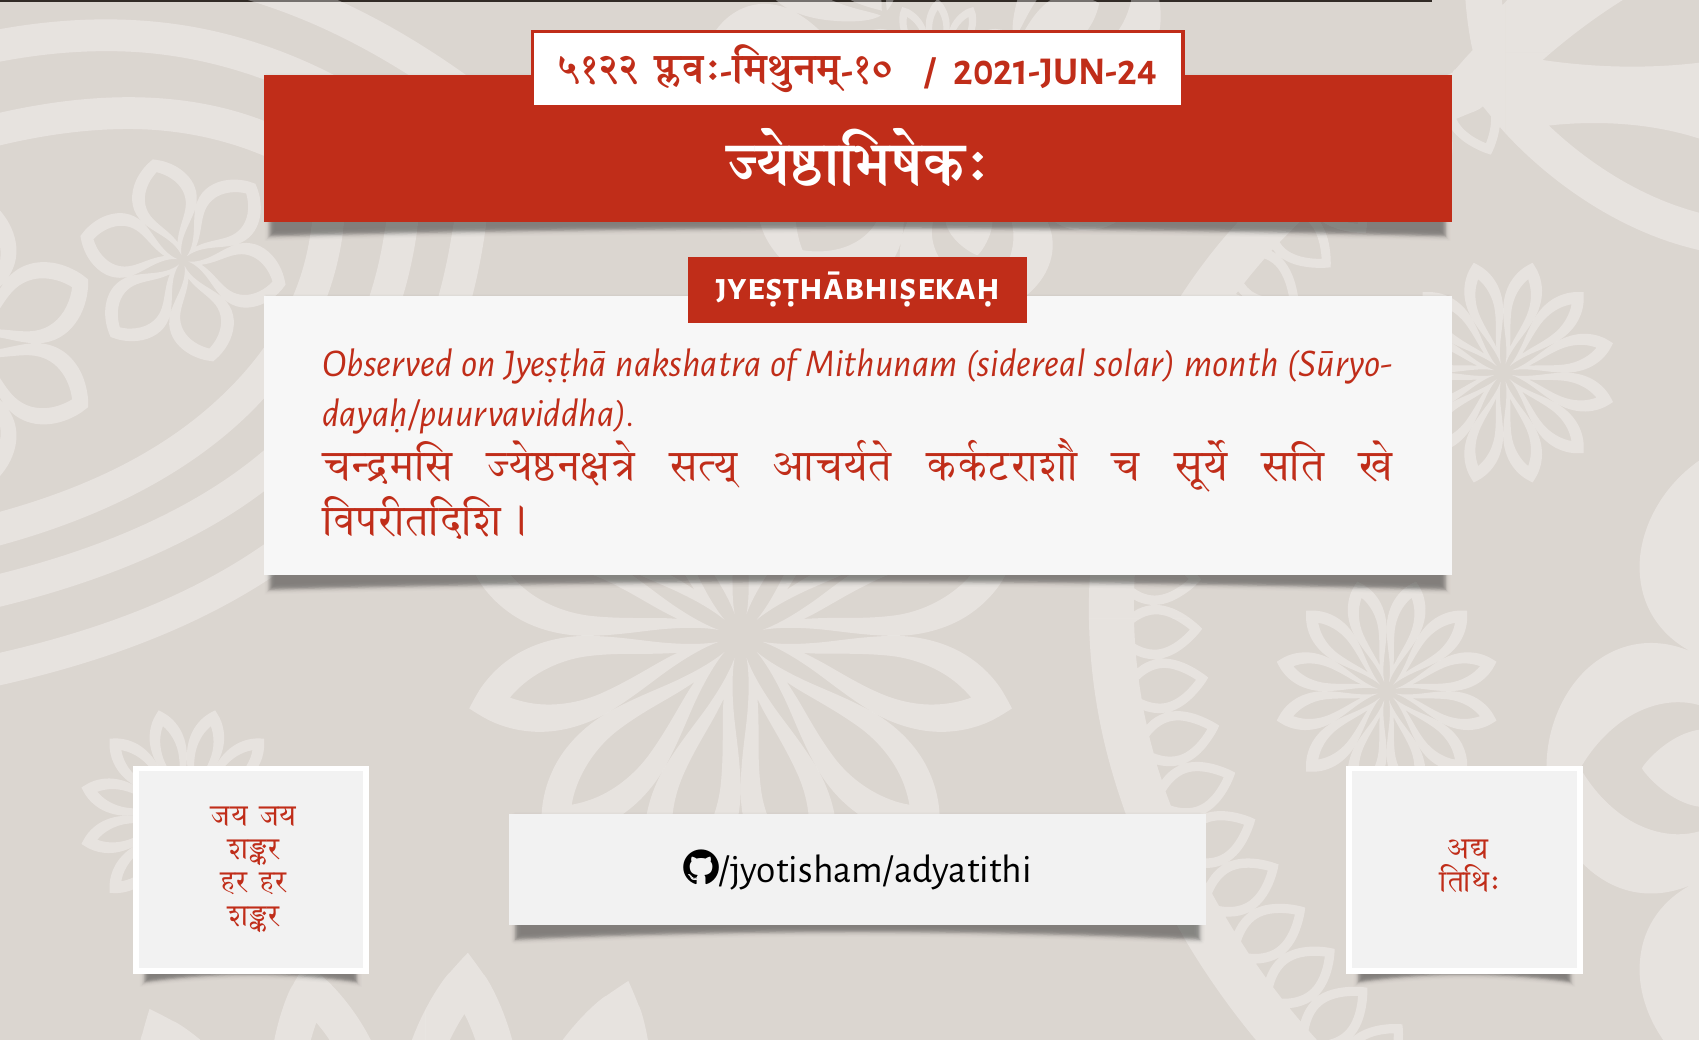 ५१२२ प्लवः-मिथुनम्-१० / 2021-JUN-24
ज्येष्ठाभिषेकः
JYEṢṬHĀBHIṢEKAḤ
Observed on Jyeṣṭhā nakshatra of Mithunam (sidereal solar) month (Sūryo-
dayaḥ/puurvaviddha).
चन्द्रमसि ज्येष्ठनक्षत्रे सत्य् आचर्यते कर्कटराशौ च सूर्ये सति खे
विपरीतदिशि ।
जय जय
शङ्कर
हर हर
शङ्कर
/jyotisham/adyatithi
अद्य
तिथिः